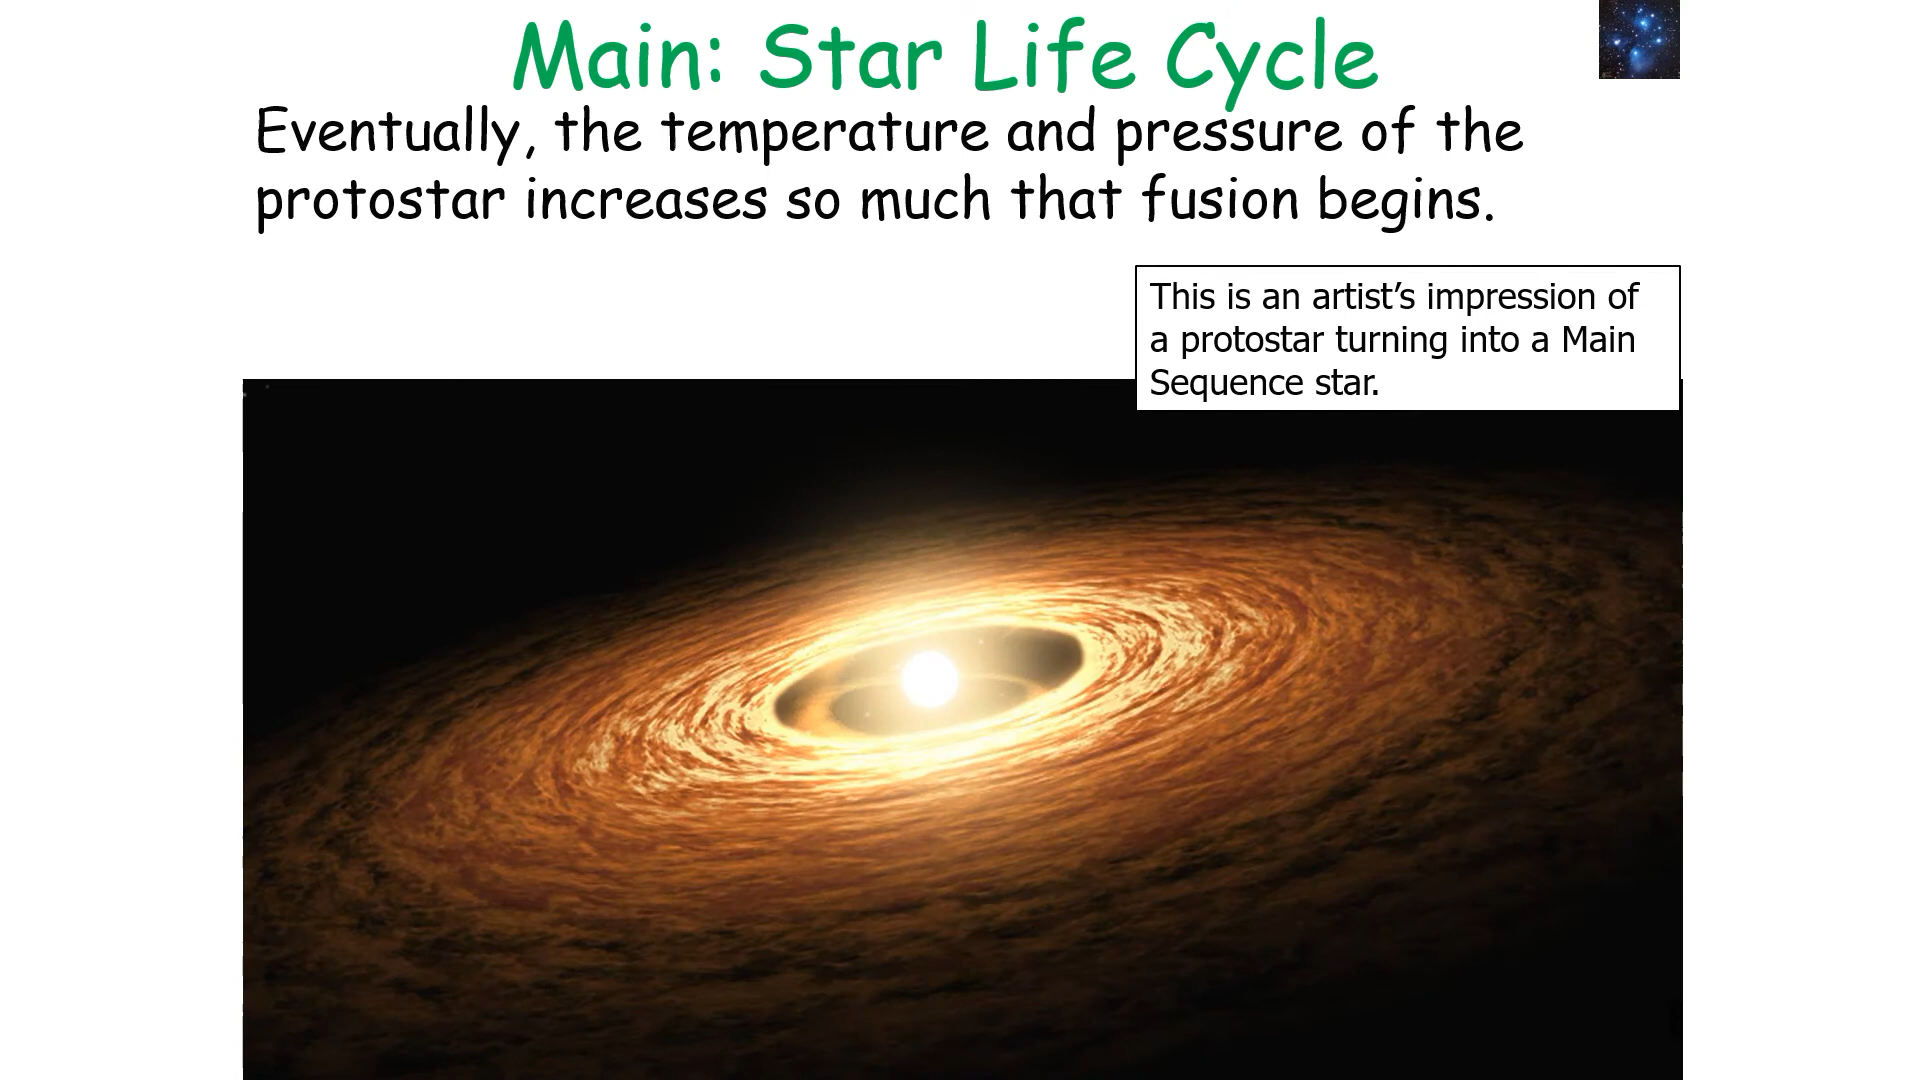 Main: Star Life Cycle
Eventually, the temperature and pressure of the
protostar increases so much that fusion begins.
This is an artist’s impression of
a protostar turning into a Main
Sequence star.